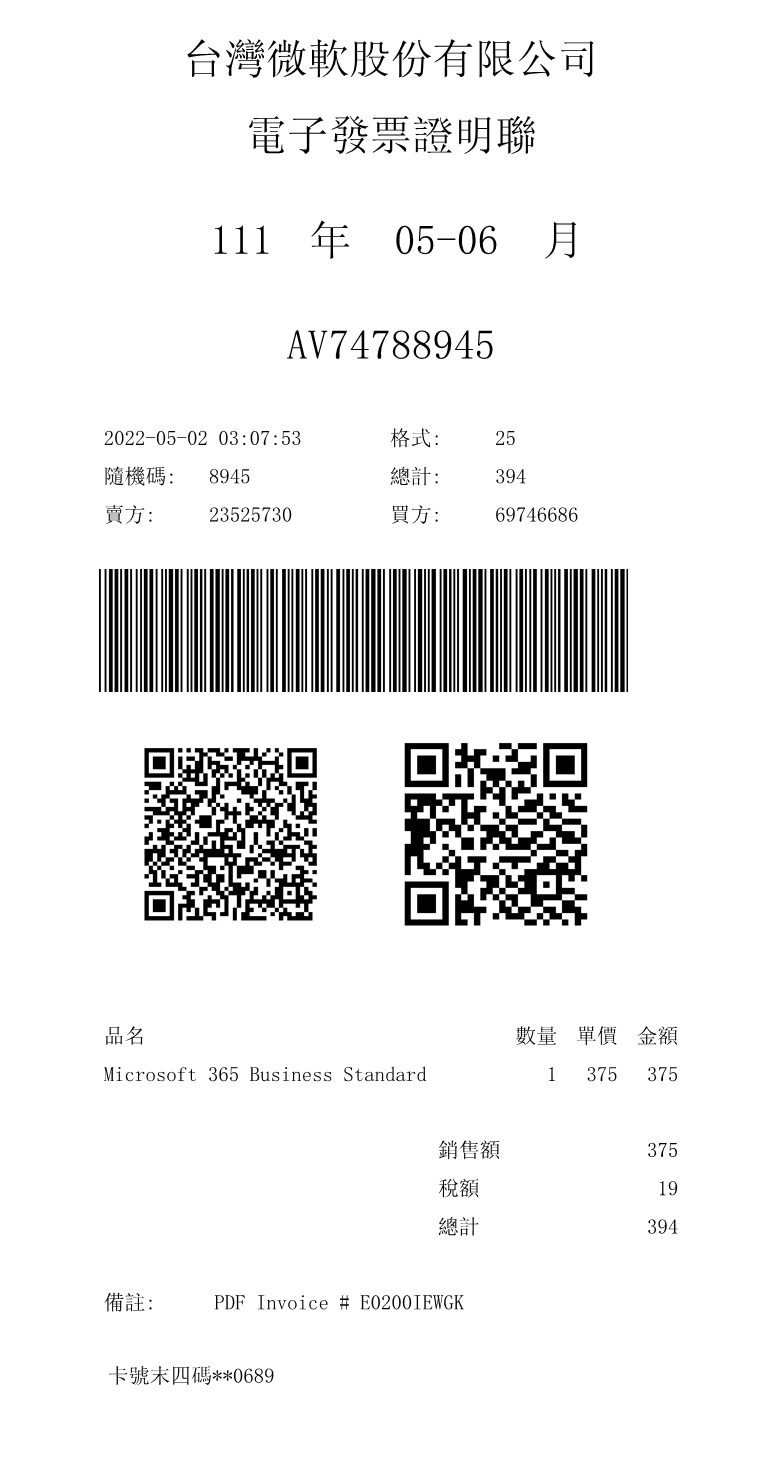 台灣微軟股份有限公司
電子發票證明聯
111 年 05-06 月
AV74788945
2022-05-02 03:07:53 格式: 25
隨機碼: 8945 總計: 394
賣方: 23525730 買方: 69746686
品名 數量 單價 金額
Microsoft 365 Business Standard 1 375 375
銷售額 375
稅額 19
總計 394
備註: PDF Invoice # E0200IEWGK
卡號末四碼**0689